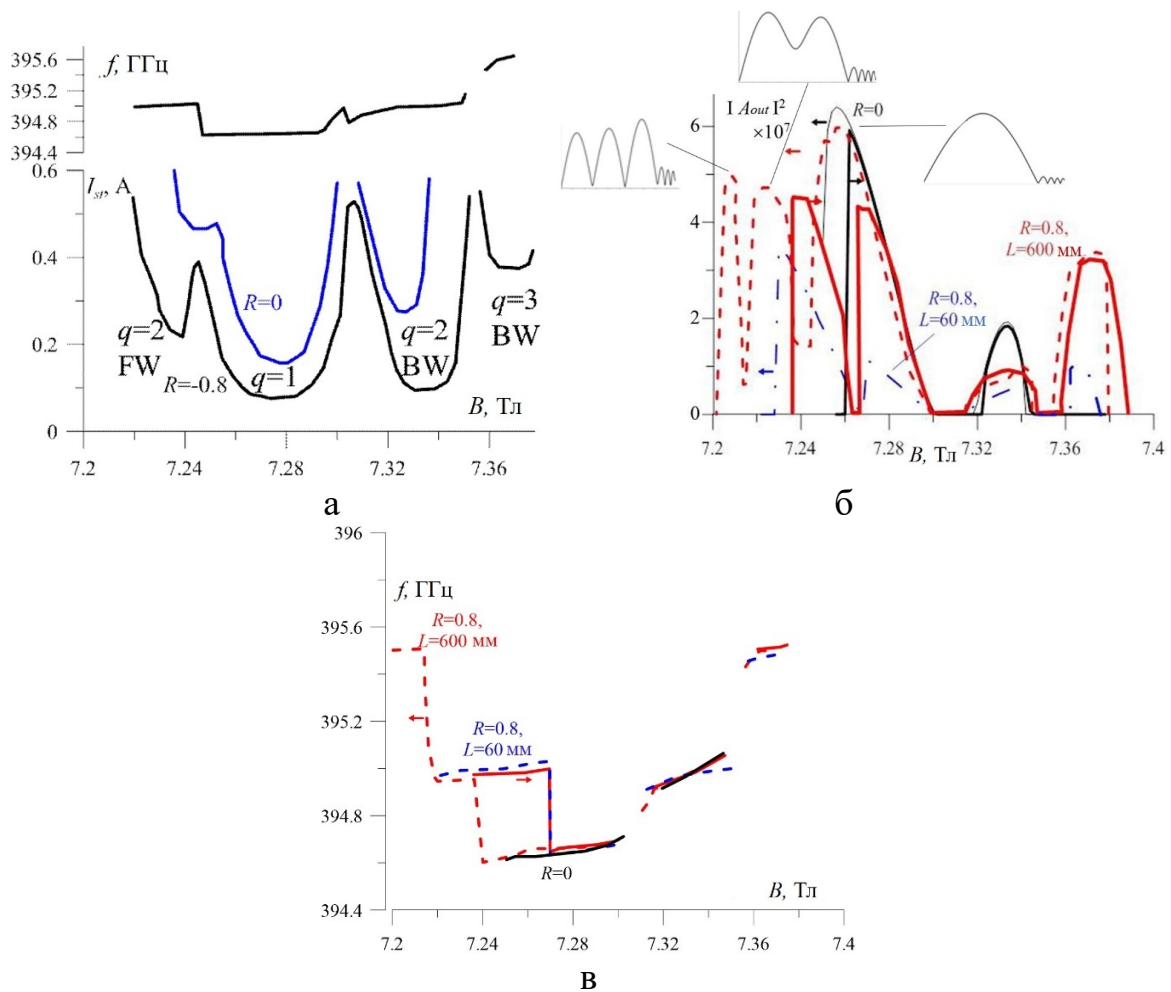 f, ГГц
395.6
395.2
394.8
394.4
0.6
I_st, А
0.4
0.2
0
R=0
q=2
FW
R=-0.8
q=1
q=2
BW
q=3
BW
B, Тл
7.2
7.24
7.28
7.32
7.36
а
I A_out I²
×10⁷
R=0
6
4
2
0
R=0.8,
L=600 мм
R=0.8,
L=60 мм
7.2
7.24
7.28
7.32
7.36
7.4
B, Тл
б
396
f, ГГц
395.6
395.2
394.8
394.4
R=0.8,
L=600 мм
R=0.8,
L=60 мм
R=0
B, Тл
7.2
7.24
7.28
7.32
7.36
7.4
в